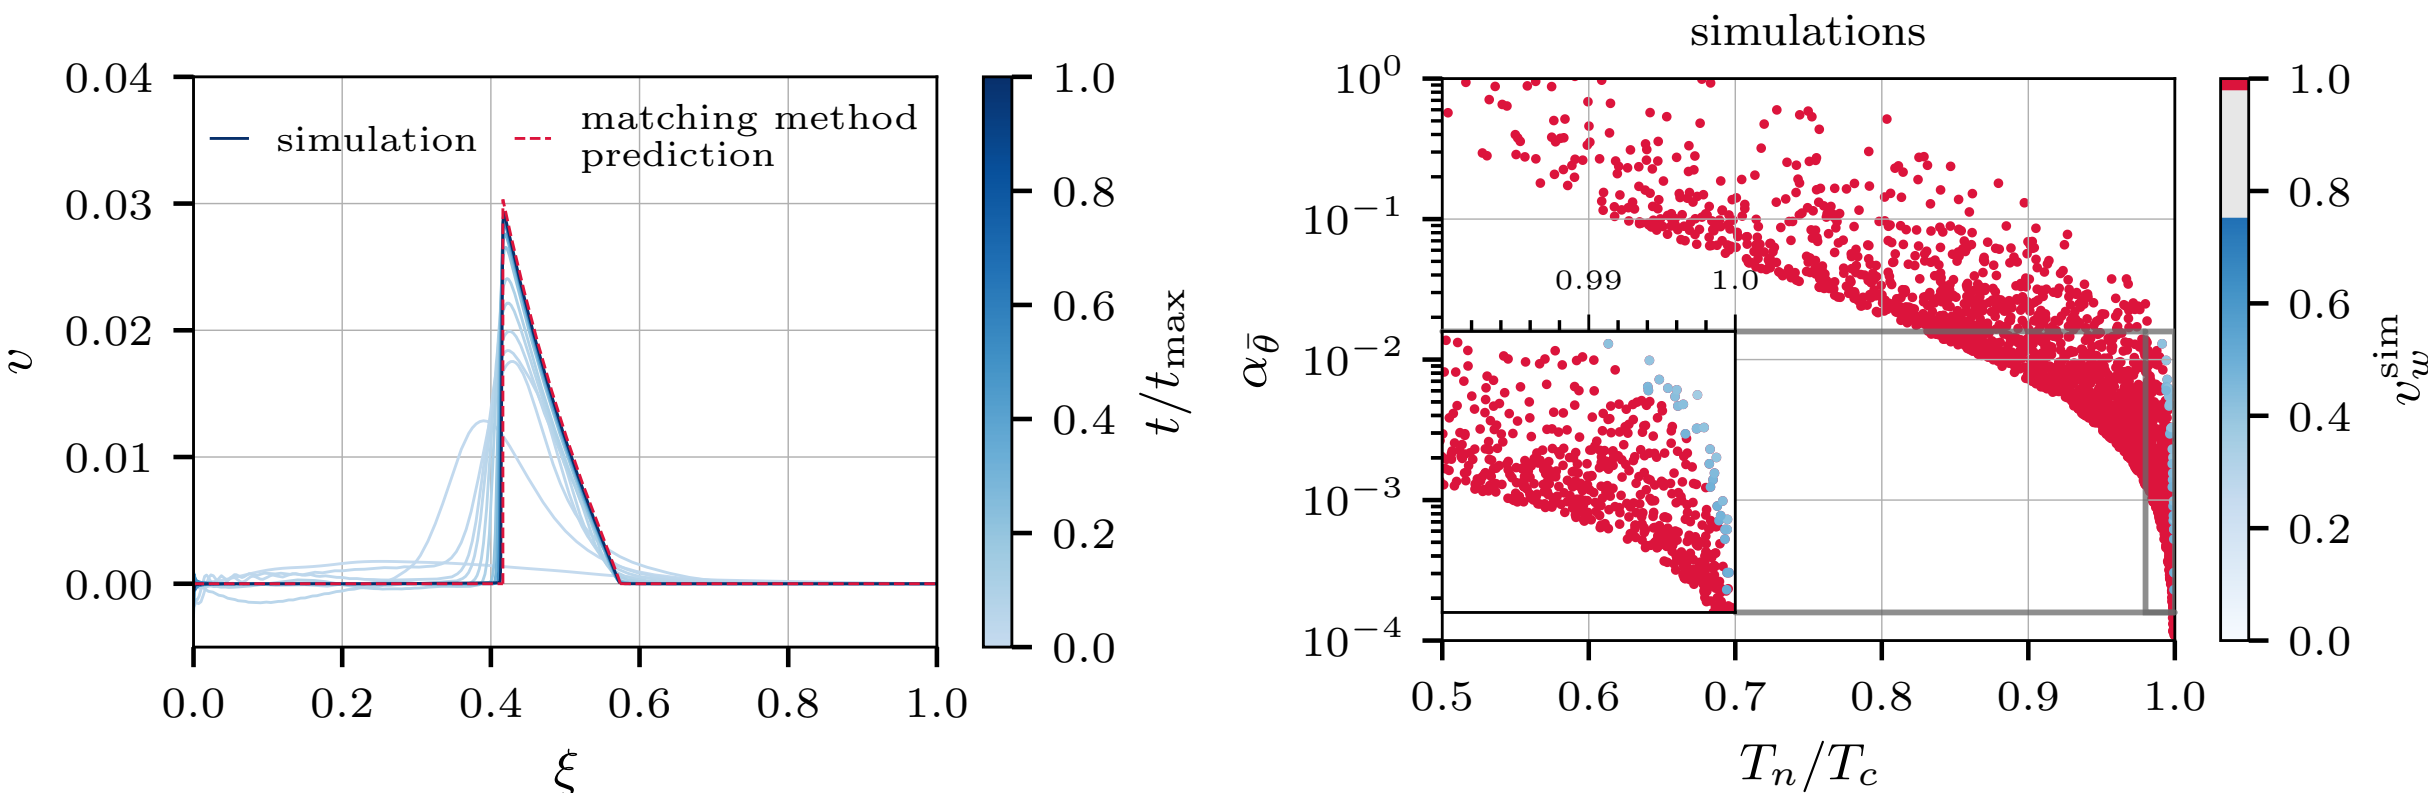 simulations
0.04
0.03
0.02
0.01
0.00
v
simulation
matching method
prediction
0.0 0.2 0.4 0.6 0.8 1.0
ξ
1.0
0.8
0.6
0.4
0.2
0.0
t/t_max
10^0
10^−1
10^−2
10^−3
10^−4
α_θ̄
0.999 1.0
0.5 0.6 0.7 0.8 0.9 1.0
T_n/T_c
1.0
0.8
0.6
0.4
0.2
0.0
v_w^sim